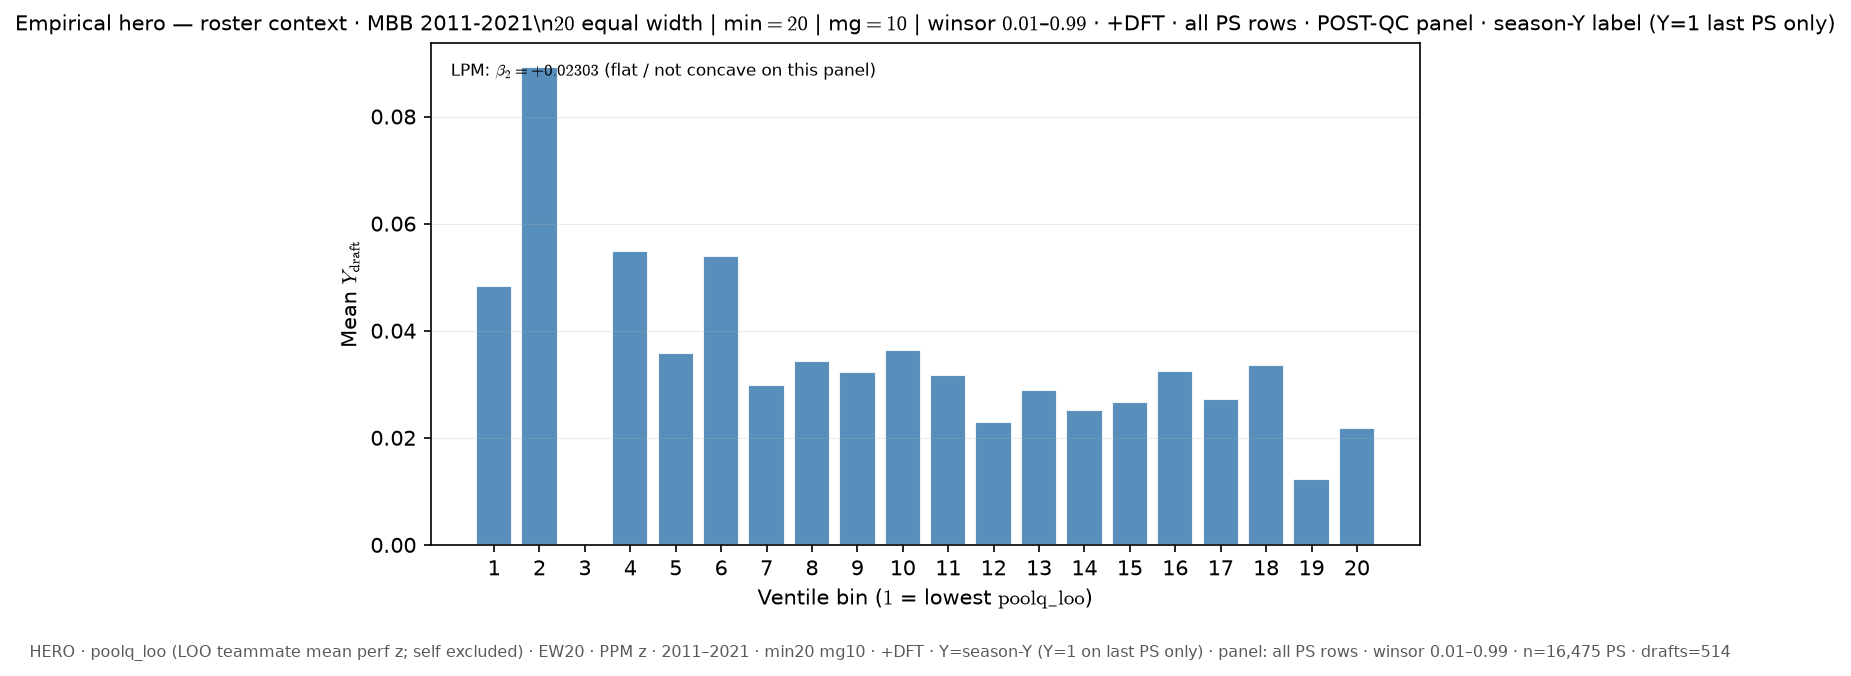 Empirical hero — roster context · MBB 2011-2021\n20 equal width | min = 20 | mg = 10 | winsor 0.01–0.99 · +DFT · all PS rows · POST-QC panel · season-Y label (Y=1 last PS only)
LPM: β₂ = +0.02303 (flat / not concave on this panel)
0.08
0.06
0.04
0.02
0.00
Mean Y_draft
1 2 3 4 5 6 7 8 9 10 11 12 13 14 15 16 17 18 19 20
Ventile bin (1 = lowest poolq_loo)
HERO · poolq_loo (LOO teammate mean perf z; self excluded) · EW20 · PPM z · 2011–2021 · min20 mg10 · +DFT · Y=season-Y (Y=1 on last PS only) · panel: all PS rows · winsor 0.01–0.99 · n=16,475 PS · drafts=514